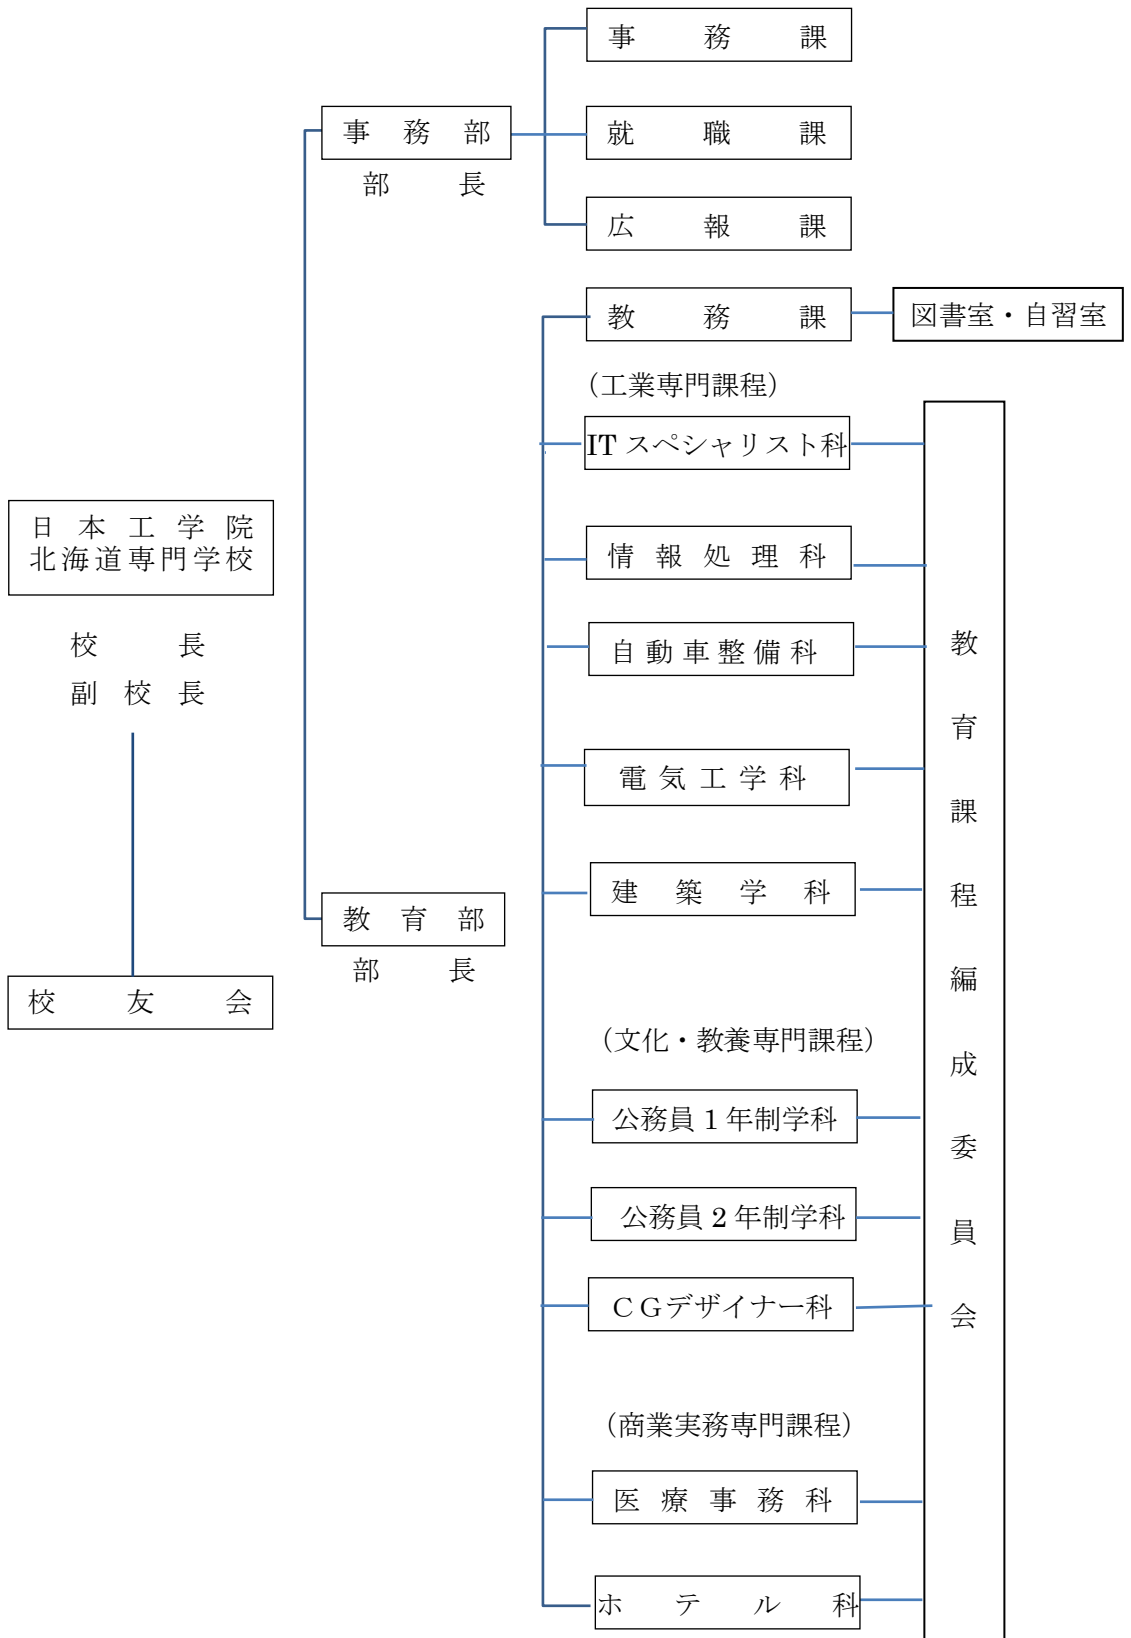 事務課
事務部
就職課
部長
広報課
教務課
図書室・自習室
（工業専門課程）
ITスペシャリスト科
日本工学院
北海道専門学校
情報処理科
校長
自動車整備科
副校長
電気工学科
建築学科
教育部
部長
校友会
（文化・教養専門課程）
公務員1年制学科
公務員2年制学科
ＣＧデザイナー科
（商業実務専門課程）
医療事務科
ホテル科
教育課程編成委員会